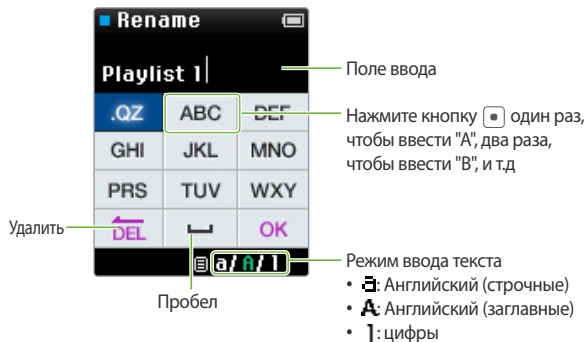 Rename
Playlist 1
Поле ввода
.QZ ABC DEF
Нажмите кнопку один раз,
чтобы ввести "A", два раза,
чтобы ввести "B", и т.д
GHI JKL MNO
PRS TUV WXY
Удалить
DEL OK
a/A/1
Пробел
Режим ввода текста
• a: Английский (строчные)
• A: Английский (заглавные)
• 1: цифры